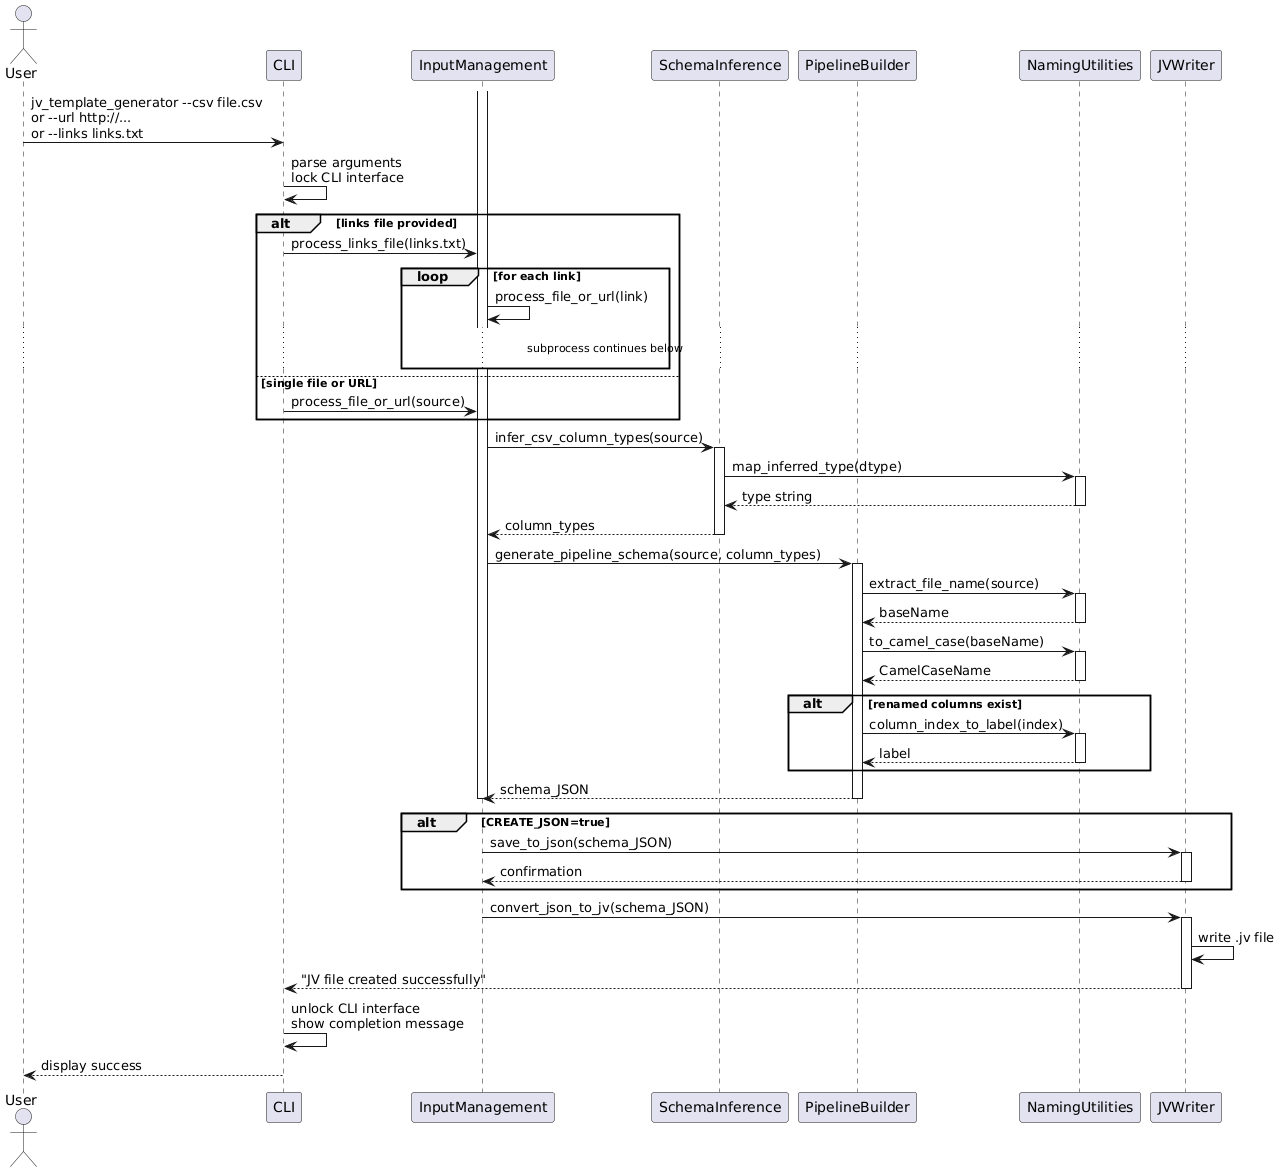 User
CLI
InputManagement
SchemaInference
PipelineBuilder
NamingUtilities
JVWriter
jv_template_generator --csv file.csv
or --url http://...
or --links links.txt
parse arguments
lock CLI interface
alt
[links file provided]
process_links_file(links.txt)
loop
[for each link]
process_file_or_url(link)
subprocess continues below
[single file or URL]
process_file_or_url(source)
infer_csv_column_types(source)
map_inferred_type(dtype)
type string
column_types
generate_pipeline_schema(source, column_types)
extract_file_name(source)
baseName
to_camel_case(baseName)
CamelCaseName
alt
[renamed columns exist]
column_index_to_label(index)
label
schema_JSON
alt
[CREATE_JSON=true]
save_to_json(schema_JSON)
confirmation
convert_json_to_jv(schema_JSON)
write .jv file
"JV file created successfully"
unlock CLI interface
show completion message
display success
User
CLI
InputManagement
SchemaInference
PipelineBuilder
NamingUtilities
JVWriter